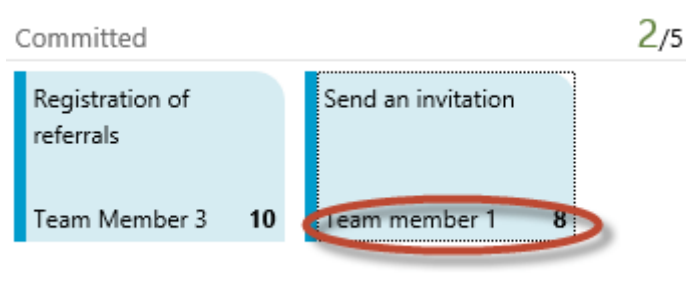 Committed 2/5
Registration of
referrals
Team Member 3 10
Send an invitation
Team member 1 8